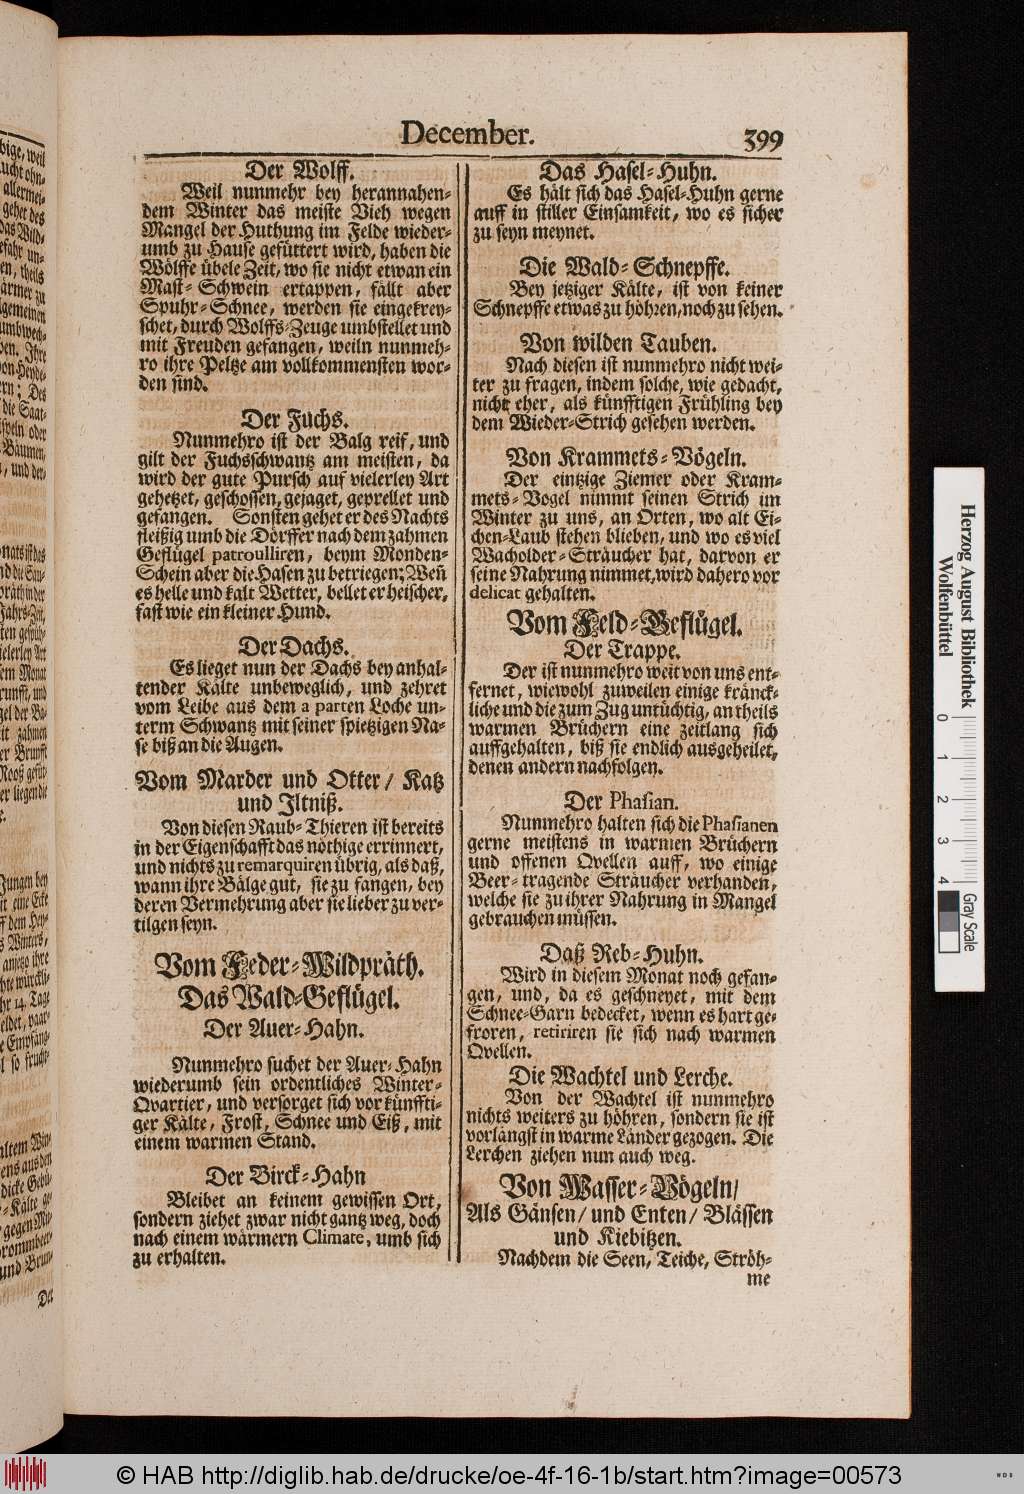 December.
399
Der Wolff.
Weil nunmehr bey herannahen-
dem Winter das meiste Vieh wegen
Mangel der Huthung im Felde wieder-
umb zu Hause gefüttert wird, haben die
Wölffe übele Zeit, wo sie nicht etwan ein
Mast-Schwein ertappen, fällt aber
Spuhr-Schnee, werden sie eingekrey-
schet, durch Wolffs-Zeuge umbstellet und
mit Freuden gefangen, weiln nunmeh-
ro ihre Peltze am vollkommensten wor-
den sind.
Der Fuchs.
Nunmehro ist der Balg reif, und
gilt der Fuchsschwantz am meisten, da
wird der gute Pursch auf vielerley Art
gehetzet, geschossen, gejaget, geprellet und
gefangen. Sonsten gehet er des Nachts
fleißig umb die Dörffer nach dem zahmen
Geflügel patroulliren, beym Monden-
Schein aber die Hasen zu betriegen; Weñ
es helle und kalt Wetter, bellet er heischer,
fast wie ein kleiner Hund.
Der Dachs.
Es lieget nun der Dachs bey anhal-
tender Kälte unbeweglich, und zehret
vom Leibe aus dem a parten Loche un-
term Schwantz mit seiner spietzigen Na-
se biß an die Augen.
Vom Marder und Otter/ Katz
und Iltniß.
Von diesen Raub-Thieren ist bereits
in der Eigenschafft das nöthige errinnert,
und nichts zu remarquiren übrig, als daß,
wann ihre Bälge gut, sie zu fangen, bey
deren Vermehrung aber sie lieber zu ver-
tilgen seyn.
Vom Feder-Wildpräth.
Das Wald-Geflügel.
Der Auer-Hahn.
Nunmehro suchet der Auer-Hahn
wiederumb sein ordentliches Winter-
Qvartier, und versorget sich vor künffti-
ger Kälte, Frost, Schnee und Eiß, mit
einem warmen Stand.
Der Birck-Hahn
Bleibet an keinem gewissen Ort,
sondern ziehet zwar nicht gantz weg, doch
nach einem wärmern Climate, umb sich
zu erhalten.
Das Hasel-Huhn.
Es hält sich das Hasel-Huhn gerne
auff in stiller Einsamkeit, wo es sicher
zu seyn meynet.
Die Wald-Schnepffe.
Bey jetziger Kälte, ist von keiner
Schnepffe etwas zu höhren, noch zu sehen.
Von wilden Tauben.
Nach diesen ist nunmehro nicht wei-
ter zu fragen, indem solche, wie gedacht,
nicht eher, als künfftigen Frühling bey
dem Wieder-Strich gesehen werden.
Von Krammets-Vögeln.
Der eintzige Ziemer oder Kram-
mets-Vogel nimmt seinen Strich im
Winter zu uns, an Orten, wo alt Ei-
chen-Laub stehen blieben, und wo es viel
Wacholder-Sträucher hat, darvon er
seine Nahrung nimmet, wird dahero vor
delicat gehalten.
Vom Feld-Geflügel.
Der Trappe.
Der ist nunmehro weit von uns ent-
fernet, wiewohl zuweilen einige kränck-
liche und die zum Zug untüchtig, an theils
warmen Brüchern eine zeitlang sich
auffgehalten, biß sie endlich ausgeheilet,
denen andern nachfolgen.
Der Phasian.
Nunmehro halten sich die Phasianen
gerne meistens in warmen Brüchern
und offenen Qvellen auff, wo einige
Beer-tragende Sträucher verhanden,
welche sie zu ihrer Nahrung in Mangel
gebrauchen müssen.
Daß Reb-Huhn.
Wird in diesem Monat noch gefan-
gen, und, da es geschneyet, mit dem
Schnee-Garn bedecket, wenn es hart ge-
froren, retiriren sie sich nach warmen
Qvellen.
Die Wachtel und Lerche.
Von der Wachtel ist nunmehro
nichts weiters zu höhren, sondern sie ist
vorlängst in warme Länder gezogen. Die
Lerchen ziehen nun auch weg.
Von Wasser-Vögeln/
Als Gänsen/ und Enten/ Blässen
und Kiebitzen.
Nachdem die Seen, Teiche, Ströh-
me
Herzog August Bibliothek
Wolfenbüttel
0 1 2 3 4
Gray Scale
© HAB http://diglib.hab.de/drucke/oe-4f-16-1b/start.htm?image=00573